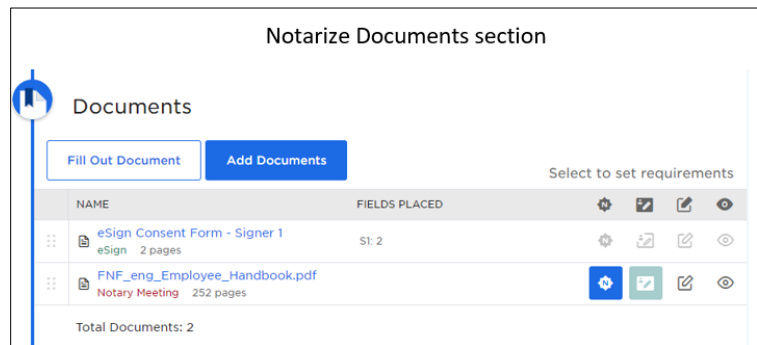 Notarize Documents section
Documents
Fill Out Document Add Documents
Select to set requirements
NAME FIELDS PLACED N
eSign Consent Form - Signer 1 S1: 2 N
eSign 2 pages
FNF_eng_Employee_Handbook.pdf N
Notary Meeting 252 pages
Total Documents: 2